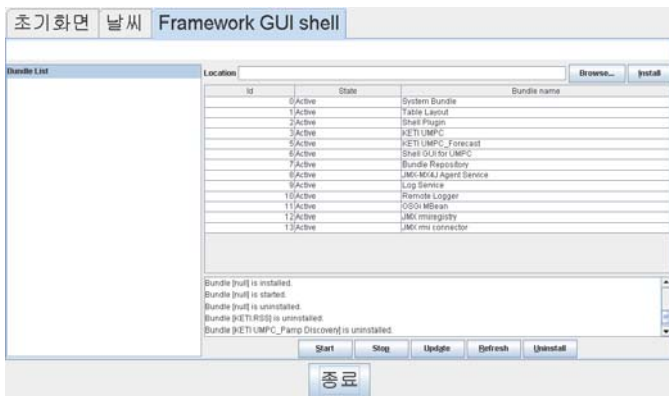 초기화면 날씨 Framework GUI shell
Bundle List
Location Browse... Install
Id State Bundle name
0 Active System Bundle
1 Active Table Layout
2 Active Shell Plugin
3 Active KETI UMPC
5 Active KETI UMPC_Forecast
6 Active Shell GUI for UMPC
7 Active Bundle Repository
8 Active JMX-MX4J Agent Service
9 Active Log Service
10 Active Remote Logger
11 Active OSGi MBean
12 Active JMX rmiregistry
13 Active JMX rmi connector
Bundle [null] is installed.
Bundle [null] is started.
Bundle [null] is uninstalled.
Bundle [KETI:RSS] is uninstalled.
Bundle [KETI UMPC_Pamp Discovery] is uninstalled.
Start Stop Update Refresh Uninstall
종료